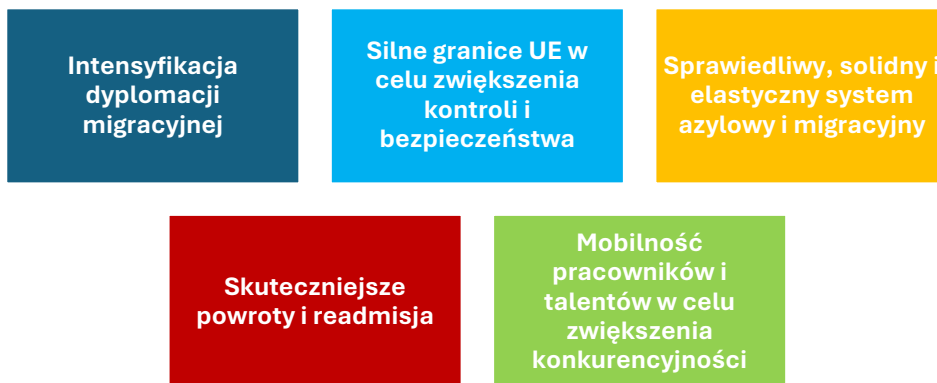 Intensyfikacja
dyplomacji
migracyjnej
Silne granice UE w
celu zwiększenia
kontroli i
bezpieczeństwa
Sprawiedliwy, solidny i
elastyczny system
azylowy i migracyjny
Skuteczniejsze
powroty i readmisja
Mobilność
pracowników i
talentów w celu
zwiększenia
konkurencyjności